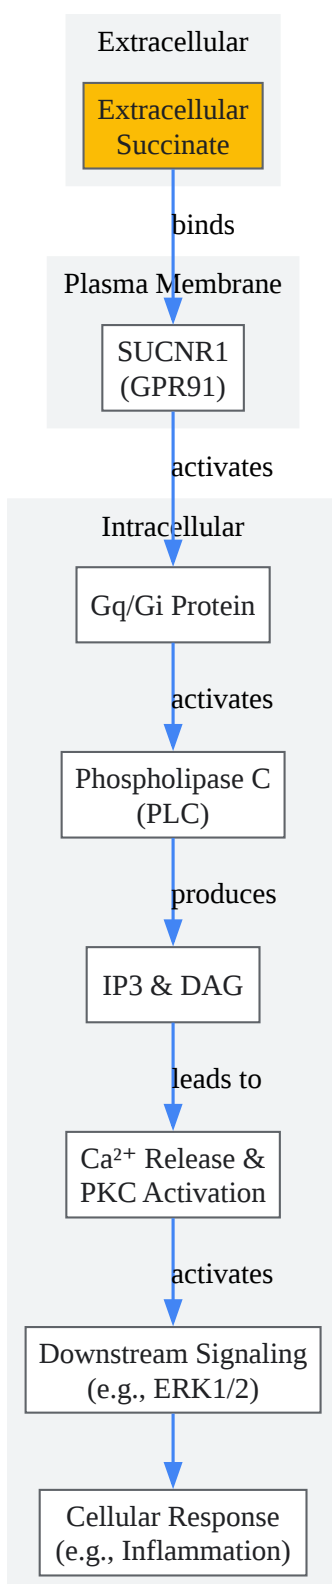 Extracellular
Extracellular
Succinate
binds
Plasma Membrane
SUCNR1
(GPR91)
activates
Intracellular
Gq/Gi Protein
activates
Phospholipase C
(PLC)
produces
IP3 & DAG
leads to
Ca²⁺ Release &
PKC Activation
activates
Downstream Signaling
(e.g., ERK1/2)
Cellular Response
(e.g., Inflammation)